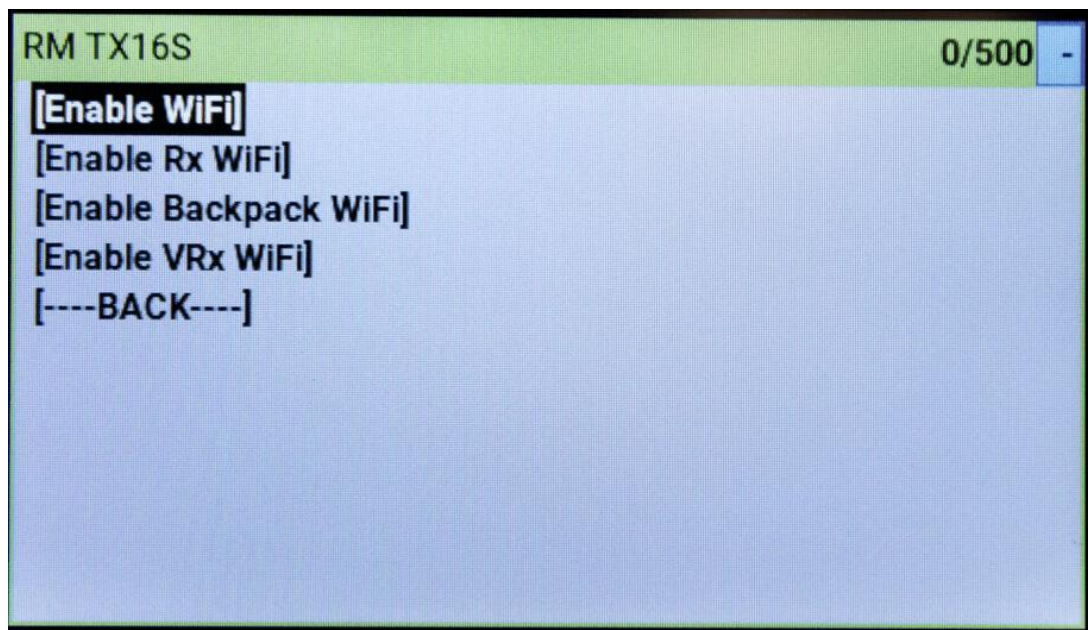 RM TX16S 0/500 -
[Enable WiFi]
[Enable Rx WiFi]
[Enable Backpack WiFi]
[Enable VRx WiFi]
[----BACK----]